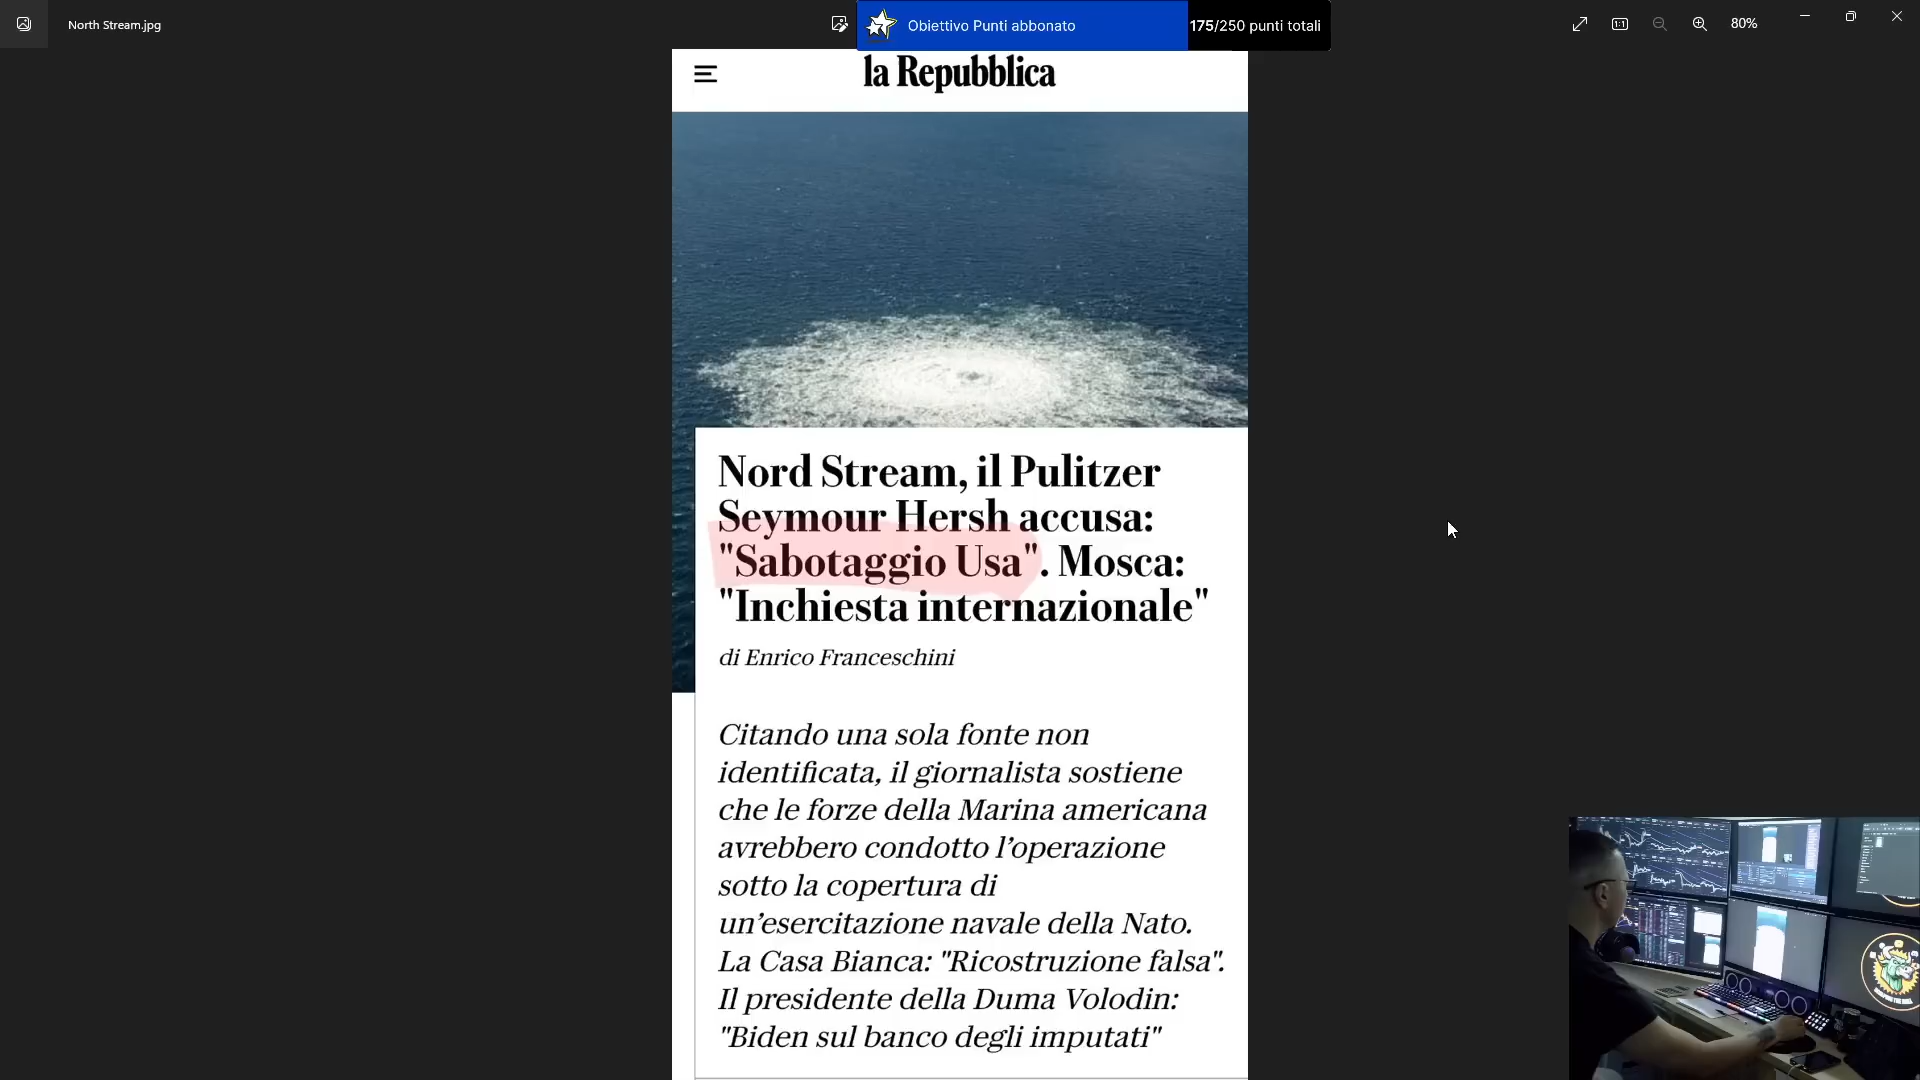 North Stream.jpg
Obiettivo Punti abbonato
175/250 punti totali
80%
la Repubblica
Nord Stream, il Pulitzer
Seymour Hersh accusa:
"Sabotaggio Usa". Mosca:
"Inchiesta internazionale"
di Enrico Franceschini
Citando una sola fonte non
identificata, il giornalista sostiene
che le forze della Marina americana
avrebbero condotto l’operazione
sotto la copertura di
un’esercitazione navale della Nato.
La Casa Bianca: "Ricostruzione falsa".
Il presidente della Duma Volodin:
"Biden sul banco degli imputati"